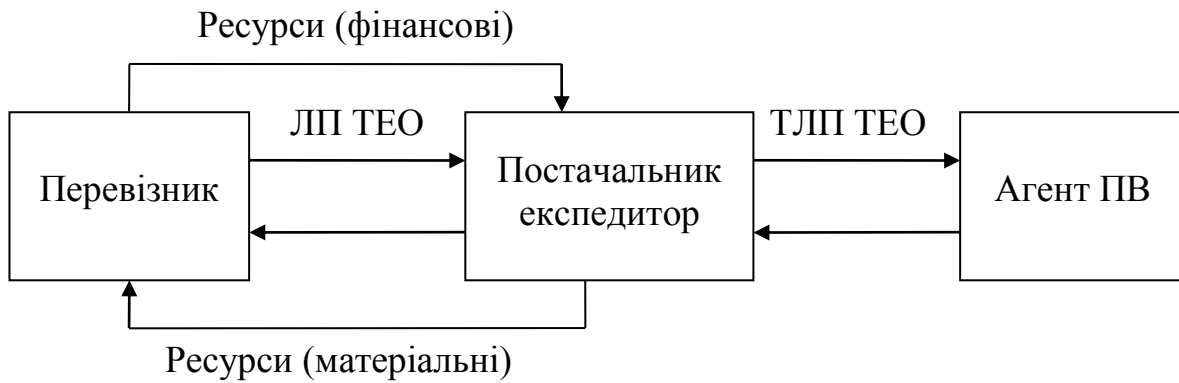 Ресурси (фінансові)
ЛП ТЕО
ТЛП ТЕО
Перевізник
Постачальник
експедитор
Агент ПВ
Ресурси (матеріальні)